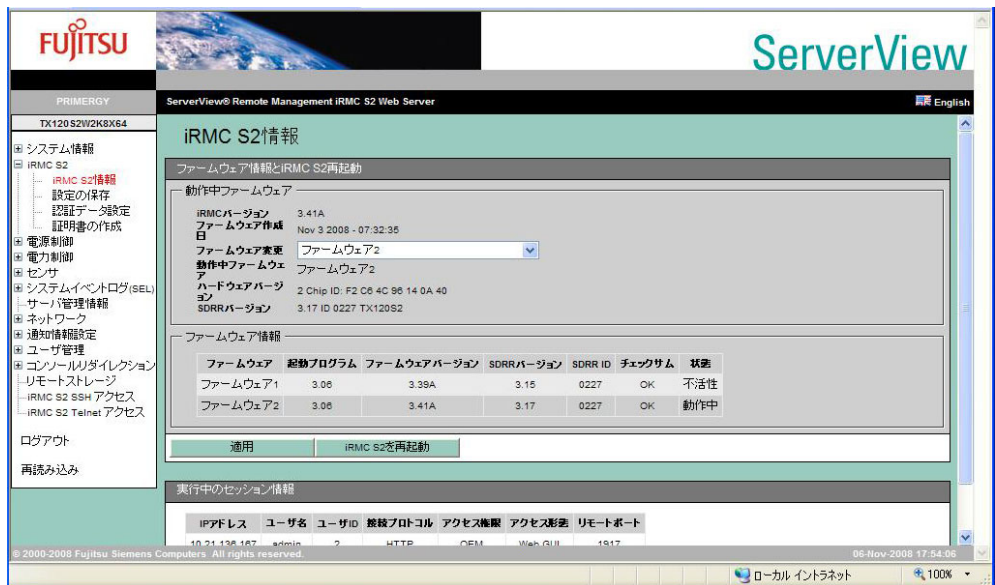 FUJITSU
ServerView
PRIMERGY
ServerView® Remote Management iRMC S2 Web Server
English
TX120S2W2K8X64
システム情報
iRMC S2
iRMC S2情報
設定の保存
認証データ設定
証明書の作成
電源制御
電力制御
センサ
システムイベントログ(SEL)
サーバ管理情報
ネットワーク
通知情報設定
ユーザ管理
コンソールリダイレクション
リモートストレージ
iRMC S2 SSH アクセス
iRMC S2 Telnet アクセス
ログアウト
再読み込み
iRMC S2情報
ファームウェア情報とiRMC S2再起動
動作中ファームウェア
iRMCバージョン 3.41A
ファームウェア作成日 Nov 3 2008 - 07:32:35
ファームウェア変更 ファームウェア2
動作中ファームウェア ファームウェア2
ハードウェアバージョン 2 Chip ID: F2 C6 4C 96 14 0A 40
SDRRバージョン 3.17 ID 0227 TX120S2
ファームウェア情報
ファームウェア 起動プログラム ファームウェアバージョン SDRRバージョン SDRR ID チェックサム 状態
ファームウェア1 3.06 3.39A 3.15 0227 OK 不活性
ファームウェア2 3.06 3.41A 3.17 0227 OK 動作中
適用 iRMC S2を再起動
実行中のセッション情報
IPアドレス ユーザ名 ユーザID 接続プロトコル アクセス権限 アクセス形態 リモートポート
10.21.136.167 admin 2 HTTP OEM Web GUI 1917
© 2000-2008 Fujitsu Siemens Computers All rights reserved.
06-Nov-2008 17:54:06
ローカル イントラネット
100%